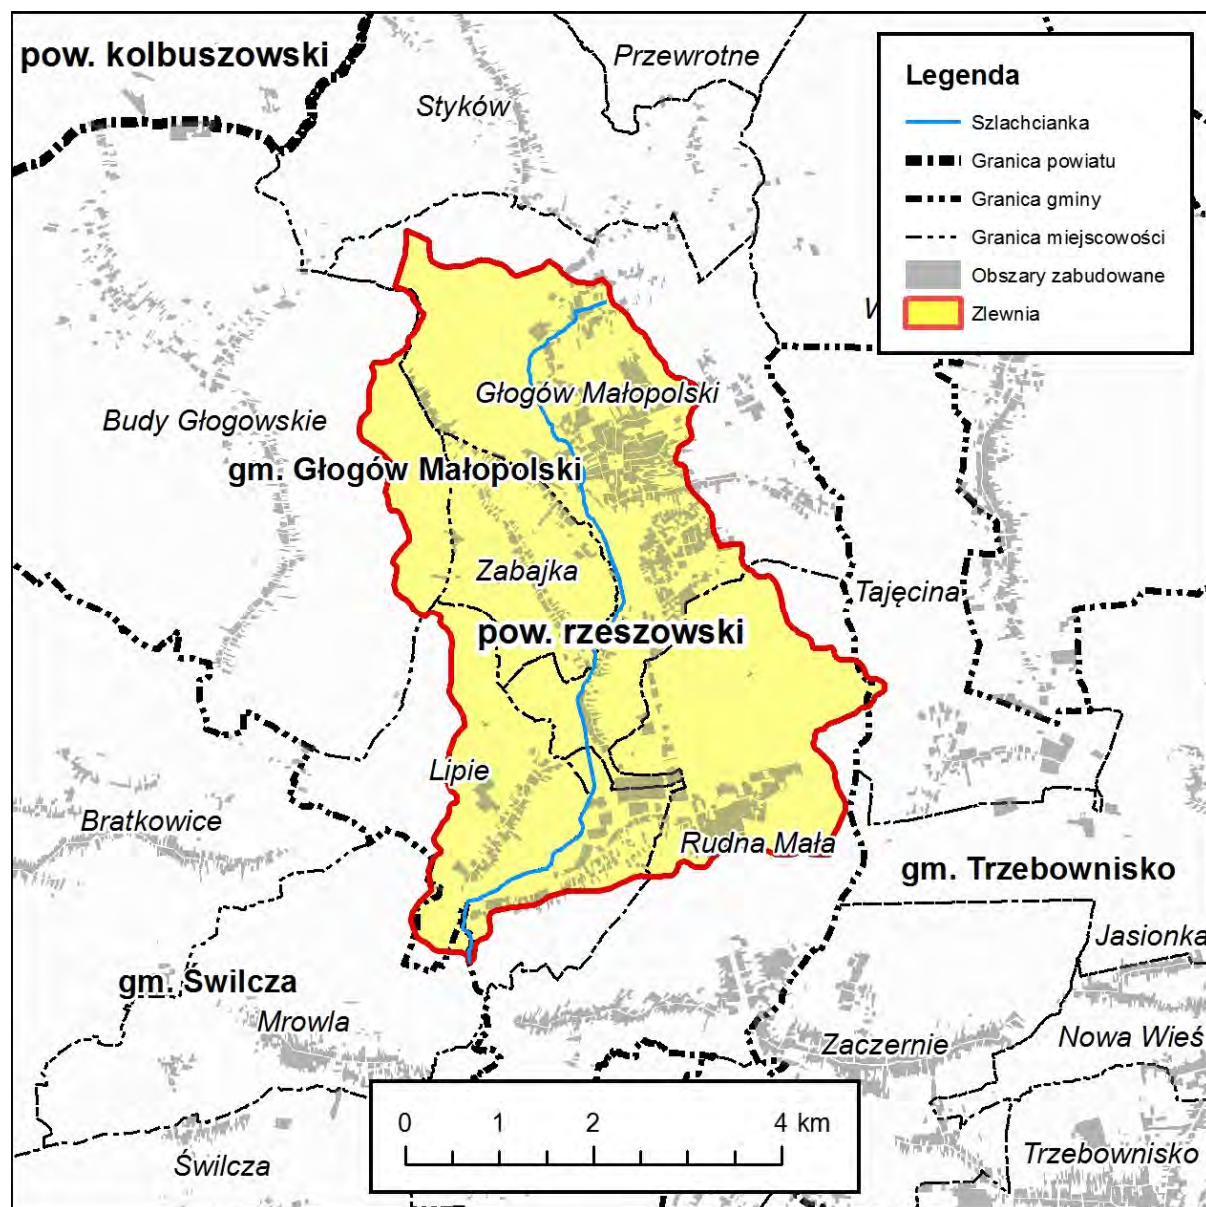 pow. kolbuszowski
Przewrotne
Styków
Legenda
Szlachcianka
Granica powiatu
Granica gminy
Granica miejscowości
Obszary zabudowane
Zlewnia
Głogów Małopolski
Budy Głogowskie
gm. Głogów Małopolski
Zabajka
Tajęcina
pow. rzeszowski
Lipie
Bratkowice
Rudna Mała
gm. Trzebownisko
Jasionka
gm. Świlcza
Mrowla
Zaczernie
Nowa Wieś
0 1 2 4 km
Świlcza
Trzebownisko